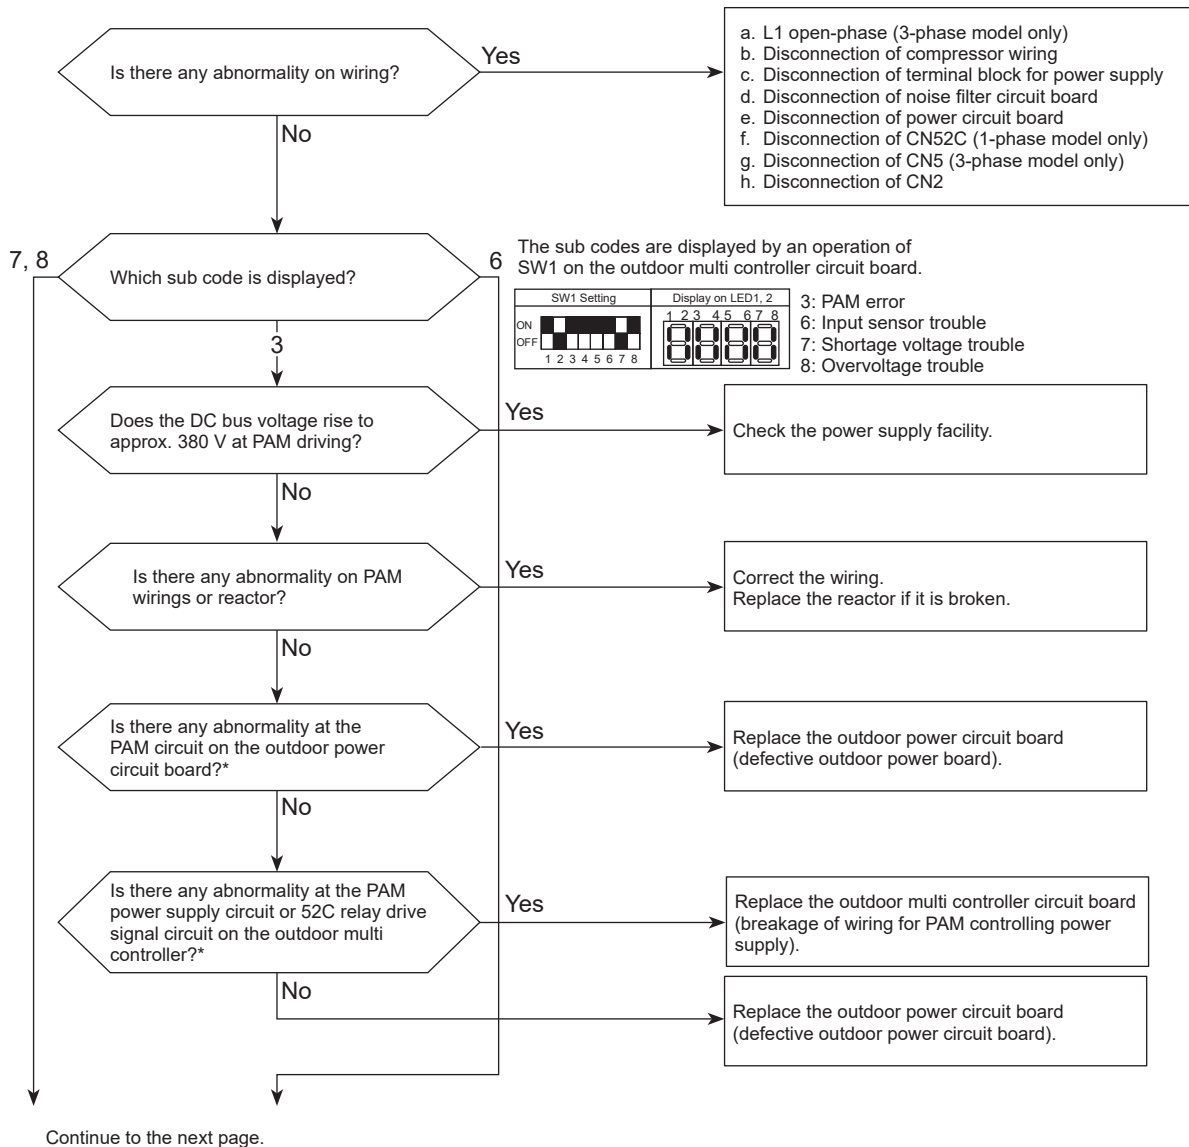 Is there any abnormality on wiring?
Yes
a. L1 open-phase (3-phase model only)
b. Disconnection of compressor wiring
c. Disconnection of terminal block for power supply
d. Disconnection of noise filter circuit board
e. Disconnection of power circuit board
f. Disconnection of CN52C (1-phase model only)
g. Disconnection of CN5 (3-phase model only)
h. Disconnection of CN2
No
7, 8
Which sub code is displayed?
6
The sub codes are displayed by an operation of
SW1 on the outdoor multi controller circuit board.
SW1 Setting
ON
OFF
1 2 3 4 5 6 7 8
Display on LED1, 2
1 2 3 4 5 6 7 8
3: PAM error
6: Input sensor trouble
7: Shortage voltage trouble
8: Overvoltage trouble
3
Does the DC bus voltage rise to
approx. 380 V at PAM driving?
Yes
Check the power supply facility.
No
Is there any abnormality on PAM
wirings or reactor?
Yes
Correct the wiring.
Replace the reactor if it is broken.
No
Is there any abnormality at the
PAM circuit on the outdoor power
circuit board?*
Yes
Replace the outdoor power circuit board
(defective outdoor power board).
No
Is there any abnormality at the PAM
power supply circuit or 52C relay drive
signal circuit on the outdoor multi
controller?*
Yes
Replace the outdoor multi controller circuit board
(breakage of wiring for PAM controlling power
supply).
No
Replace the outdoor power circuit board
(defective outdoor power circuit board).
Continue to the next page.